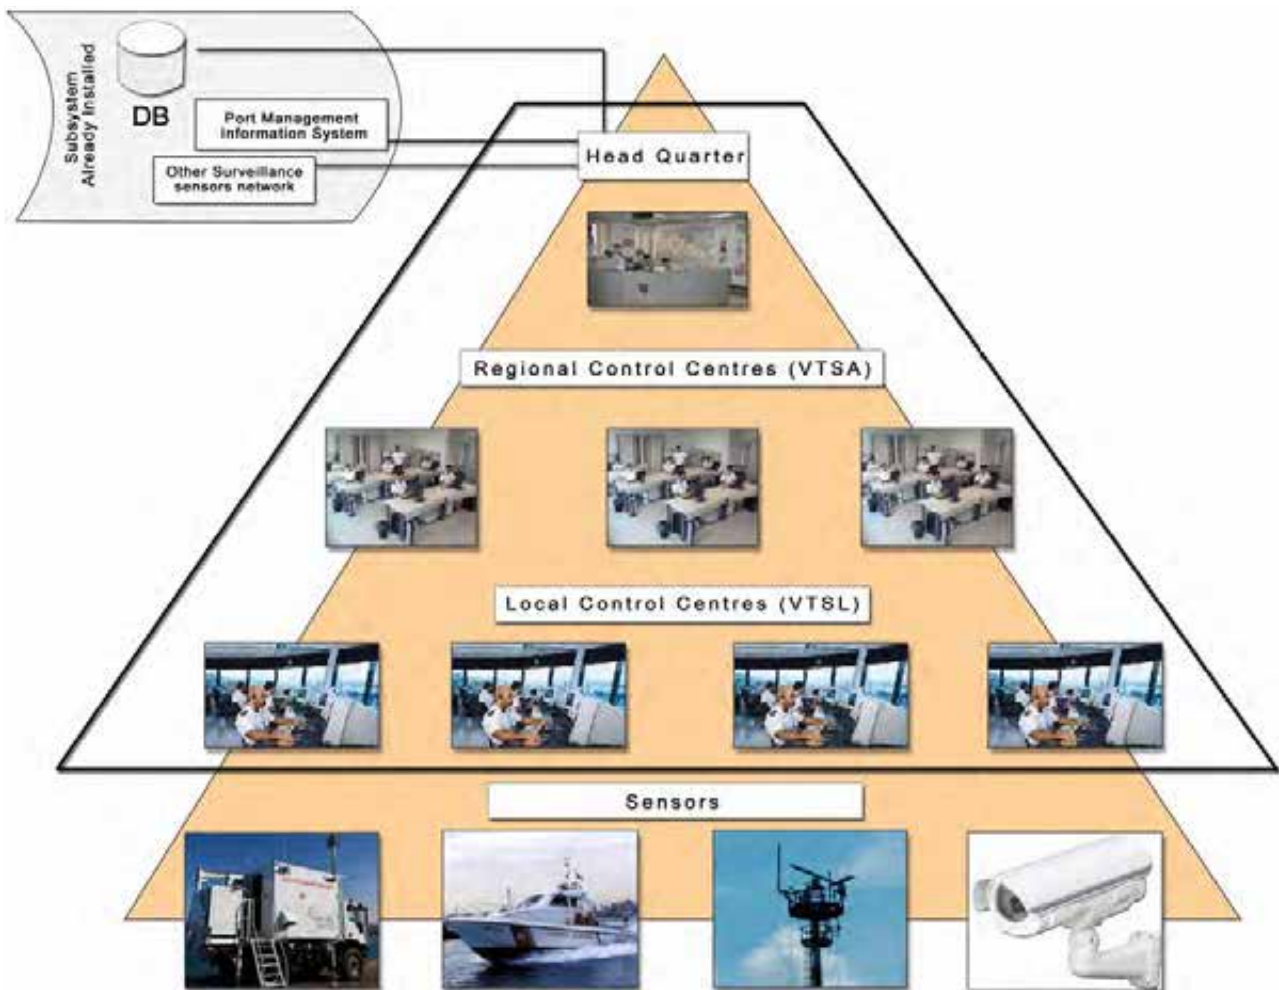 Subsystem
Already Installed
DB
Port Management
Information System
Other Surveillance
sensors network
Head Quarter
Regional Control Centres (VTSA)
Local Control Centres (VTSL)
Sensors